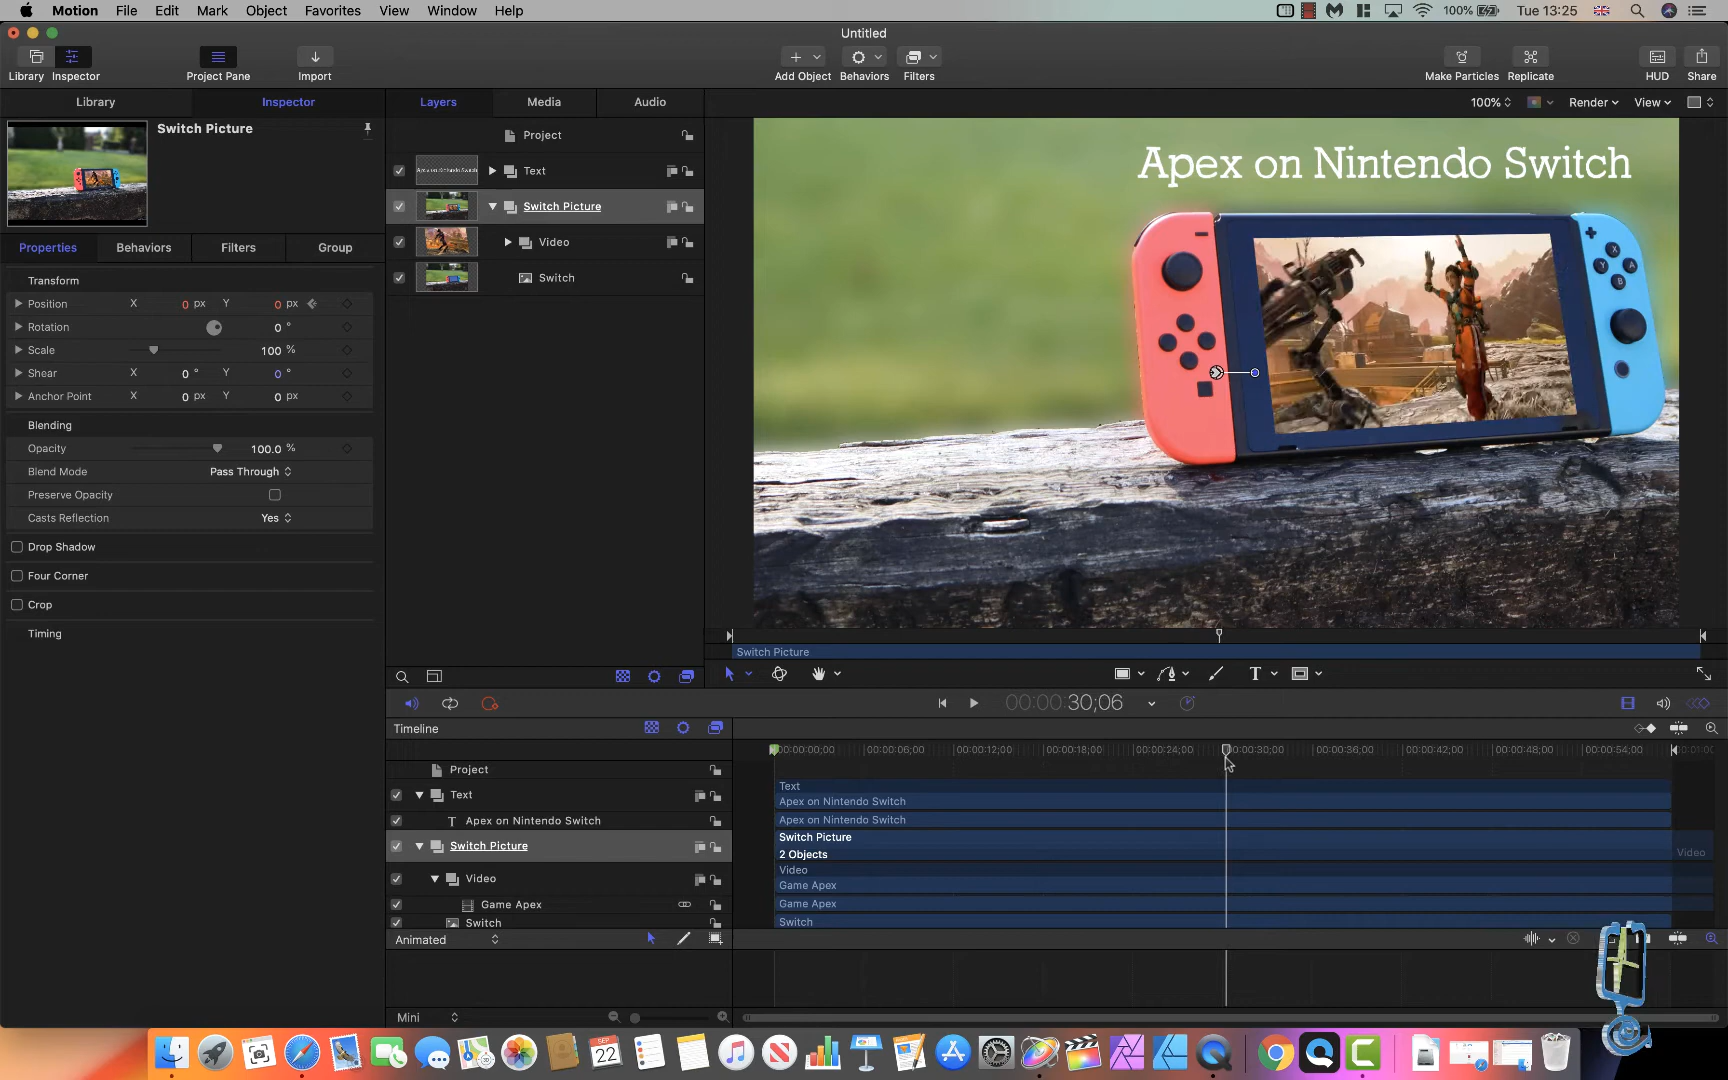 Motion File Edit Mark Object Favorites View Window Help
100% Tue 13:25
Untitled
Library Inspector Project Pane Import
Add Object Behaviors Filters
Make Particles Replicate HUD Share
Library Inspector
Layers Media Audio
100% Render View
Switch Picture
Project
Text
Apex on Nintendo Switch
Switch Picture
Video
Switch
Properties Behaviors Filters Group
Transform
Position X 0 px Y 0 px
Rotation 0 °
Scale 100 %
Shear X 0 ° Y 0 °
Anchor Point X 0 px Y 0 px
Blending
Opacity 100.0 %
Blend Mode Pass Through
Preserve Opacity
Casts Reflection Yes
Drop Shadow
Four Corner
Crop
Timing
Apex on Nintendo Switch
X
Y A
B
Switch Picture
T
00:00:30;06
Timeline
00:00:00;00 00:00:06;00 00:00:12;00 00:00:18;00 00:00:24;00 00:00:30;00 00:00:36;00 00:00:42;00 00:00:48;00 00:00:54;00
Project
Text
T Apex on Nintendo Switch
Switch Picture
Video
Game Apex
Switch
Text
Apex on Nintendo Switch
Apex on Nintendo Switch
Switch Picture
2 Objects
Video
Video
Game Apex
Game Apex
Switch
Animated
Mini
SEP
22